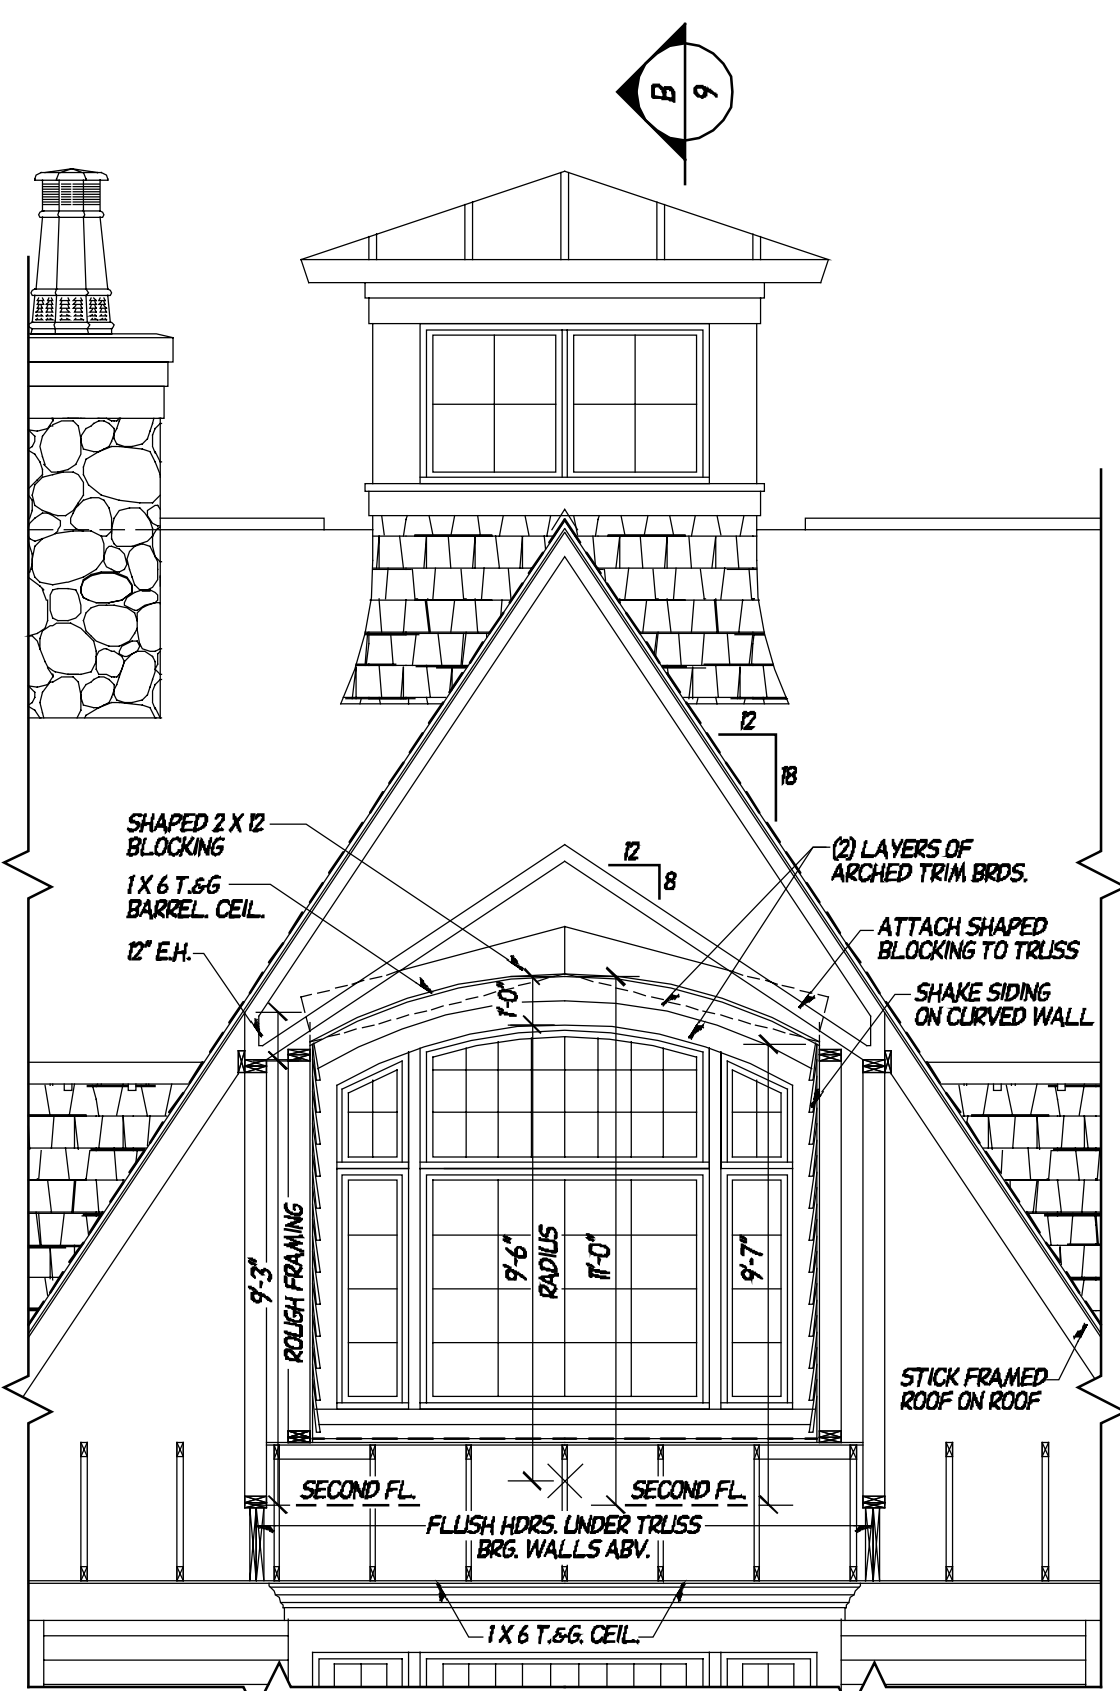 B
9
12
18
SHAPED 2 X 12
BLOCKING
12
8
(2) LAYERS OF
ARCHED TRIM BRDS.
1 X 6 T.&G
BARREL. CEIL.
12" E.H.
ATTACH SHAPED
BLOCKING TO TRUSS
SHAKE SIDING
ON CURVED WALL
1'-0"
9'-3"
ROUGH FRAMING
9'-6"
RADIUS
11'-0"
9'-7"
STICK FRAMED
ROOF ON ROOF
SECOND FL.
SECOND FL.
FLUSH HDRS. UNDER TRUSS
BRG. WALLS ABV.
1 X 6 T.&G. CEIL.